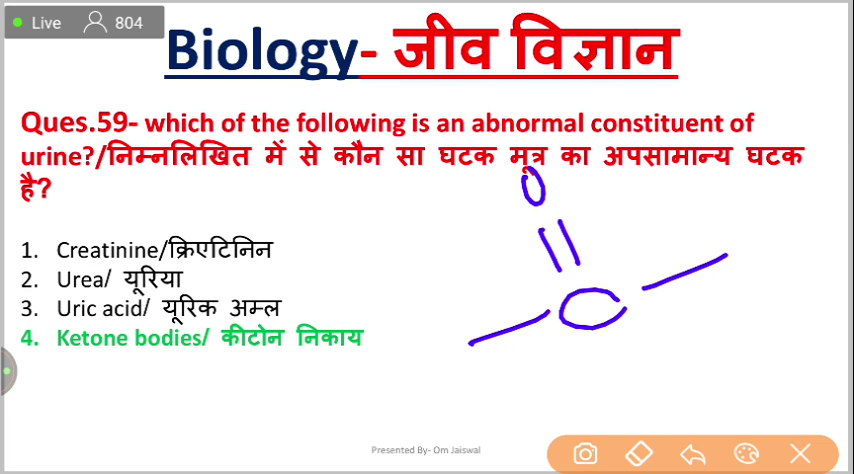 Live 804
Biology- जीव विज्ञान
Ques.59- which of the following is an abnormal constituent of
urine?/निम्नलिखित में से कौन सा घटक मूत्र का अपसामान्य घटक
है?
1. Creatinine/क्रिएटिनिन
2. Urea/ यूरिया
3. Uric acid/ यूरिक अम्ल
4. Ketone bodies/ कीटोन निकाय
Presented By- Om Jaiswal